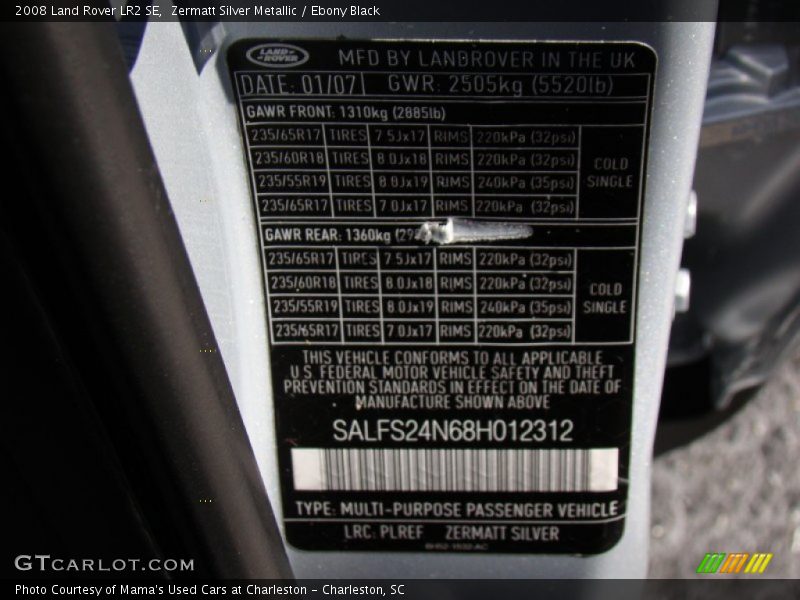 2008 Land Rover LR2 SE,  Zermatt Silver Metallic / Ebony Black
LAND-ROVER
MFD BY LANDROVER IN THE UK
DATE: 01/07 GWR: 2505kg (5520lb)
GAWR FRONT: 1310kg (2885lb)
235/65R17 TIRES 7.5Jx17 RIMS 220kPa (32psi)
235/60R18 TIRES 8.0Jx18 RIMS 220kPa (32psi)
235/55R19 TIRES 8.0Jx19 RIMS 240kPa (35psi)
235/65R17 TIRES 7.0Jx17 RIMS 220kPa (32psi)
COLD
SINGLE
GAWR REAR: 1360kg (29
235/65R17 TIRES 7.5Jx17 RIMS 220kPa (32psi)
235/60R18 TIRES 8.0Jx18 RIMS 220kPa (32psi)
235/55R19 TIRES 8.0Jx19 RIMS 240kPa (35psi)
235/65R17 TIRES 7.0Jx17 RIMS 220kPa (32psi)
COLD
SINGLE
THIS VEHICLE CONFORMS TO ALL APPLICABLE
U.S. FEDERAL MOTOR VEHICLE SAFETY AND THEFT
PREVENTION STANDARDS IN EFFECT ON THE DATE OF
MANUFACTURE SHOWN ABOVE
SALFS24N68H012312
TYPE: MULTI-PURPOSE PASSENGER VEHICLE
LRC: PLREF ZERMATT SILVER
GTcarlot.com
Photo Courtesy of Mama's Used Cars at Charleston - Charleston, SC